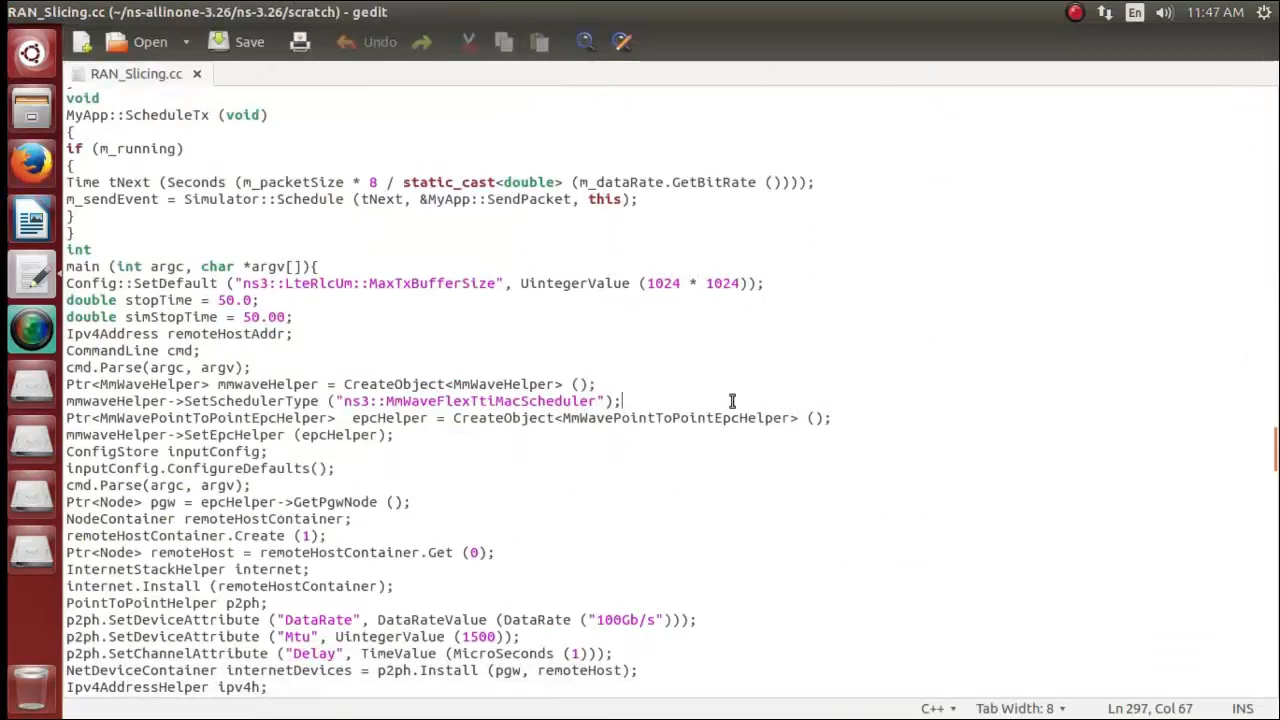 RAN_Slicing.cc (~/ns-allinone-3.26/ns-3.26/scratch) - gedit
En
11:47 AM
Open
Save
Undo
RAN_Slicing.cc
void
MyApp::ScheduleTx (void)
{
if (m_running)
{
Time tNext (Seconds (m_packetSize * 8 / static_cast<double> (m_dataRate.GetBitRate ())));
m_sendEvent = Simulator::Schedule (tNext, &MyApp::SendPacket, this);
}
}
int
main (int argc, char *argv[]){
Config::SetDefault ("ns3::LteRlcUm::MaxTxBufferSize", UintegerValue (1024 * 1024));
double stopTime = 50.0;
double simStopTime = 50.00;
Ipv4Address remoteHostAddr;
CommandLine cmd;
cmd.Parse(argc, argv);
Ptr<MmWaveHelper> mmwaveHelper = CreateObject<MmWaveHelper> ();
mmwaveHelper->SetSchedulerType ("ns3::MmWaveFlexTtiMacScheduler");
Ptr<MmWavePointToPointEpcHelper>  epcHelper = CreateObject<MmWavePointToPointEpcHelper> ();
mmwaveHelper->SetEpcHelper (epcHelper);
ConfigStore inputConfig;
inputConfig.ConfigureDefaults();
cmd.Parse(argc, argv);
Ptr<Node> pgw = epcHelper->GetPgwNode ();
NodeContainer remoteHostContainer;
remoteHostContainer.Create (1);
Ptr<Node> remoteHost = remoteHostContainer.Get (0);
InternetStackHelper internet;
internet.Install (remoteHostContainer);
PointToPointHelper p2ph;
p2ph.SetDeviceAttribute ("DataRate", DataRateValue (DataRate ("100Gb/s")));
p2ph.SetDeviceAttribute ("Mtu", UintegerValue (1500));
p2ph.SetChannelAttribute ("Delay", TimeValue (MicroSeconds (1)));
NetDeviceContainer internetDevices = p2ph.Install (pgw, remoteHost);
Ipv4AddressHelper ipv4h;
C++
Tab Width: 8
Ln 297, Col 67
INS